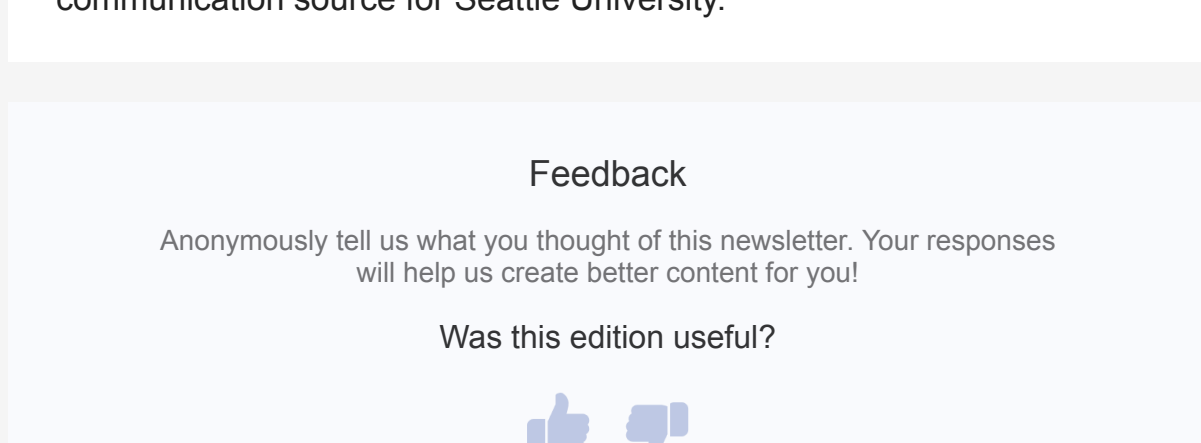 communication source for Seattle University.
Feedback
Anonymously tell us what you thought of this newsletter. Your responses
will help us create better content for you!
Was this edition useful?